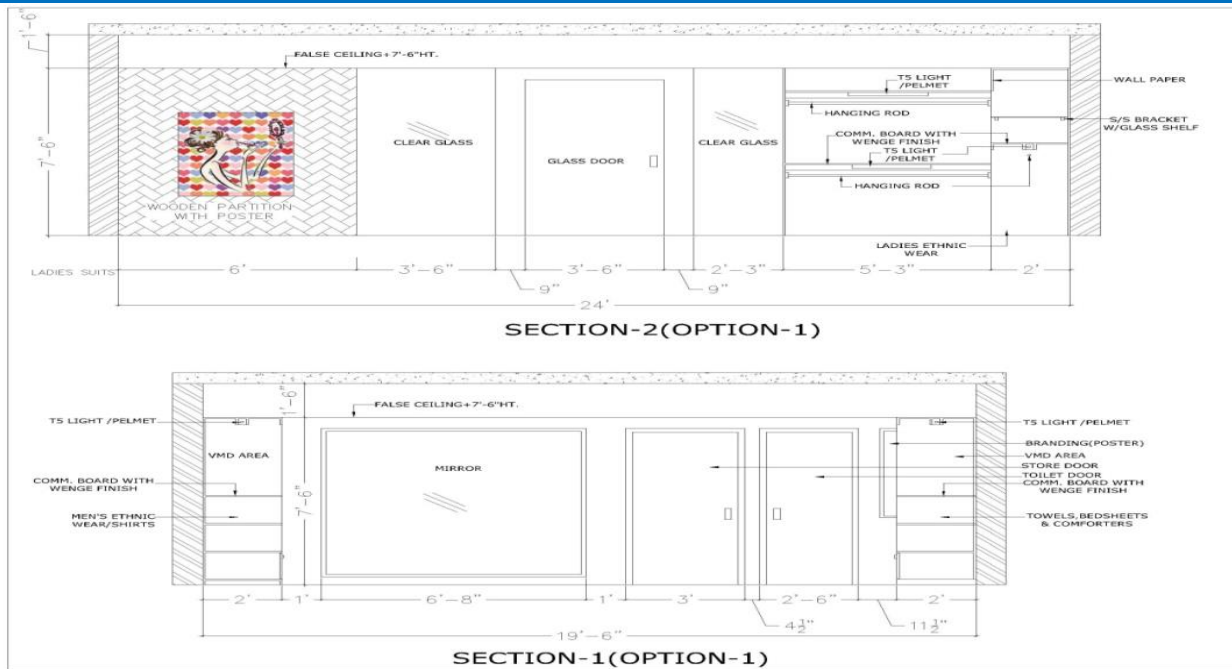 1'-6"
FALSE CEILING+7'-6"HT.
7'-6"
WOODEN PARTITION
WITH POSTER
CLEAR GLASS
GLASS DOOR
CLEAR GLASS
T5 LIGHT
/PELMET
HANGING ROD
COMM. BOARD WITH
WENGE FINISH
T5 LIGHT
/PELMET
HANGING ROD
WALL PAPER
S/S BRACKET
W/GLASS SHELF
LADIES ETHNIC
WEAR
LADIES SUITS
6'
3'-6"
9"
3'-6"
9"
2'-3"
5'-3"
2'
24'
SECTION-2(OPTION-1)
1'-6"
FALSE CEILING+7'-6"HT.
7'-6"
T5 LIGHT /PELMET
VMD AREA
COMM. BOARD WITH
WENGE FINISH
MEN'S ETHNIC
WEAR/SHIRTS
MIRROR
T5 LIGHT /PELMET
BRANDING(POSTER)
VMD AREA
STORE DOOR
TOILET DOOR
COMM. BOARD WITH
WENGE FINISH
TOWELS,BEDSHEETS
& COMFORTERS
2'
1'
6'-8"
1'
3'
4½"
2'-6"
11½"
2'
19'-6"
SECTION-1(OPTION-1)